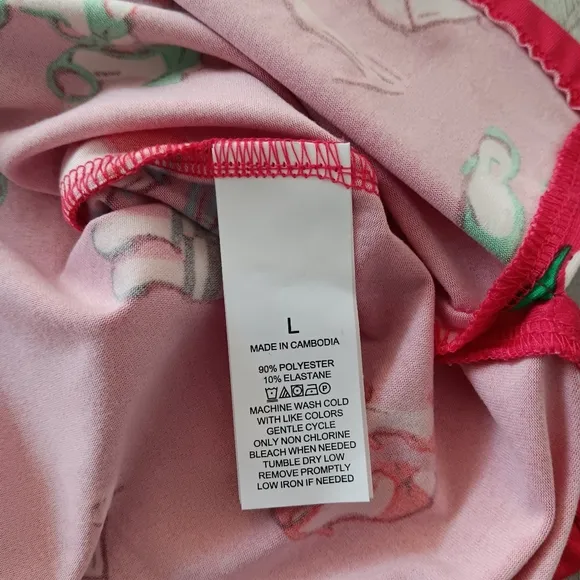 L
MADE IN CAMBODIA
90% POLYESTER
10% ELASTANE
MACHINE WASH COLD
WITH LIKE COLORS
GENTLE CYCLE
ONLY NON CHLORINE
BLEACH WHEN NEEDED
TUMBLE DRY LOW
REMOVE PROMPTLY
LOW IRON IF NEEDED